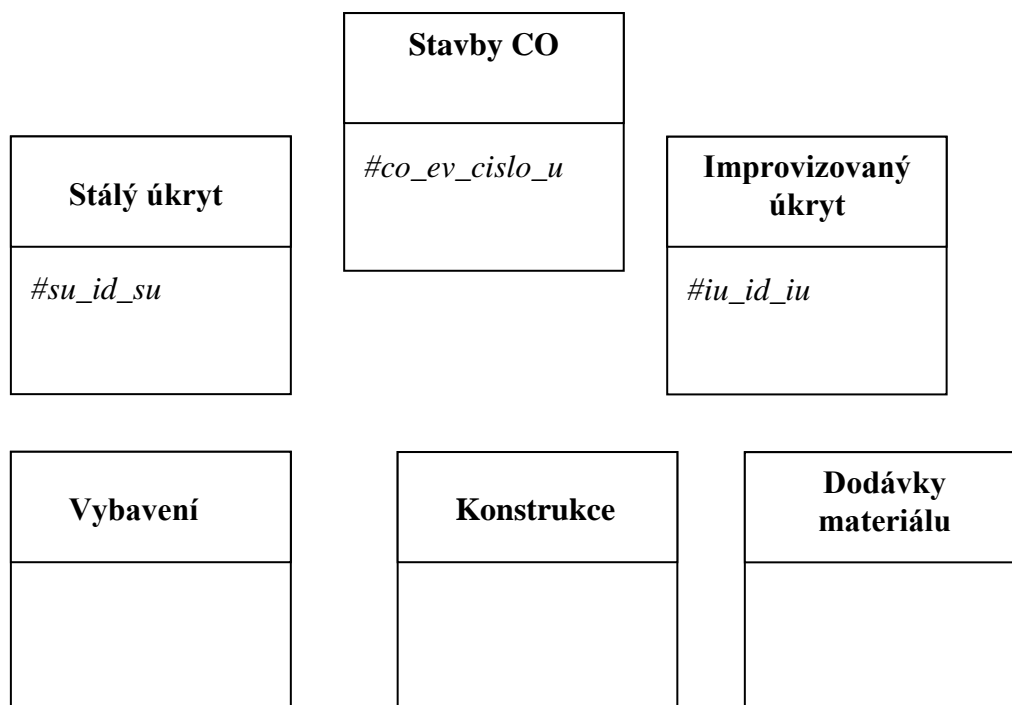 Stavby CO
#co_ev_cislo_u
Stálý úkryt
#su_id_su
Improvizovaný
úkryt
#iu_id_iu
Vybavení
Konstrukce
Dodávky
materiálu